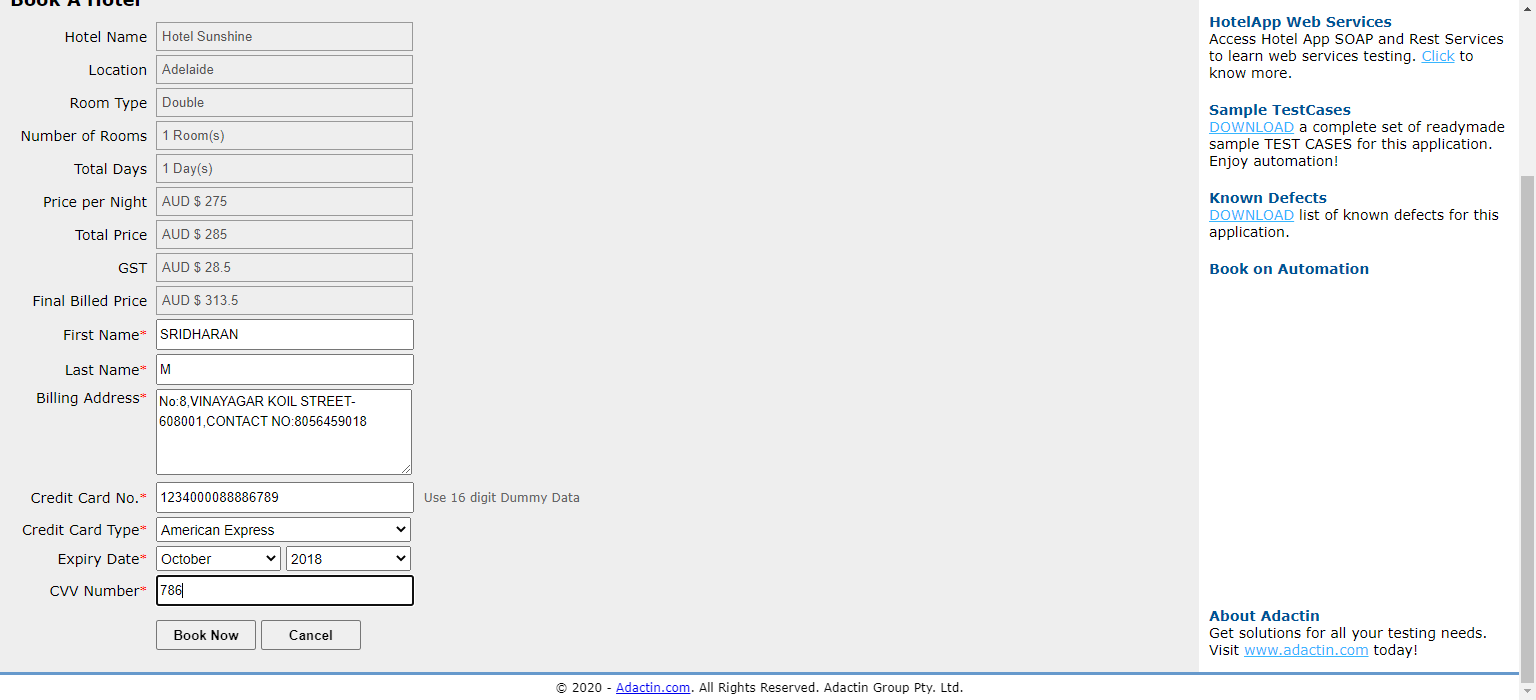 Book A Hotel
Hotel Name Hotel Sunshine
Location Adelaide
Room Type Double
Number of Rooms 1 Room(s)
Total Days 1 Day(s)
Price per Night AUD $ 275
Total Price AUD $ 285
GST AUD $ 28.5
Final Billed Price AUD $ 313.5
First Name* SRIDHARAN
Last Name* M
Billing Address* No:8,VINAYAGAR KOIL STREET-
608001,CONTACT NO:8056459018
Credit Card No.* 1234000088886789 Use 16 digit Dummy Data
Credit Card Type* American Express
Expiry Date* October 2018
CVV Number* 786
Book Now Cancel
HotelApp Web Services
Access Hotel App SOAP and Rest Services
to learn web services testing. Click to
know more.
Sample TestCases
DOWNLOAD a complete set of readymade
sample TEST CASES for this application.
Enjoy automation!
Known Defects
DOWNLOAD list of known defects for this
application.
Book on Automation
About Adactin
Get solutions for all your testing needs.
Visit www.adactin.com today!
© 2020 - Adactin.com. All Rights Reserved. Adactin Group Pty. Ltd.